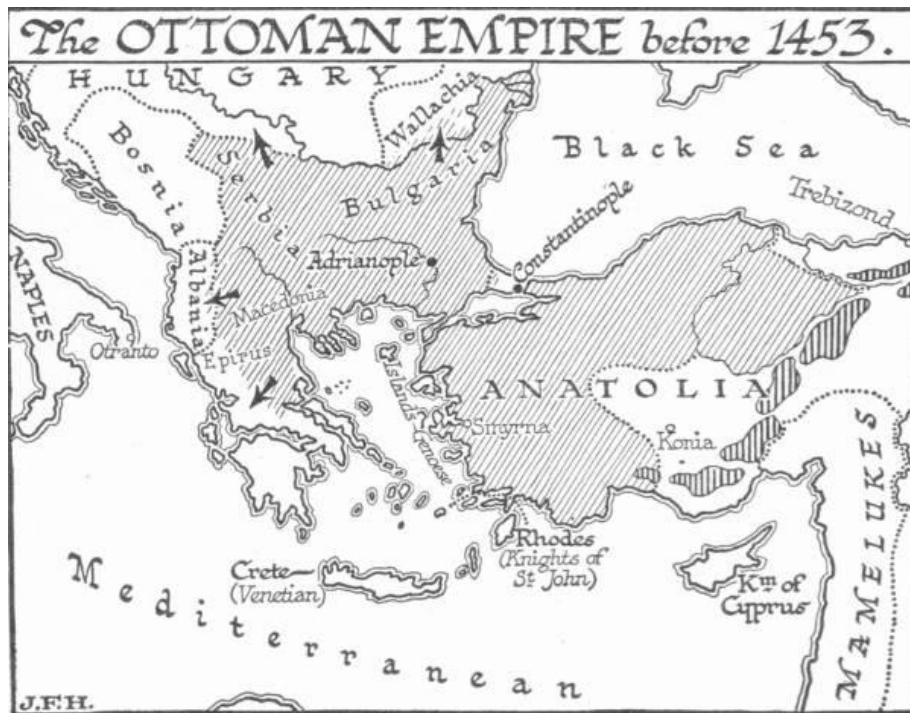 The OTTOMAN EMPIRE before 1453.
HUNGARY
Wallachia
Bosnia
Serbia
Bulgaria
Black Sea
Trebizond
Constantinople
Adrianople
Albania
Macedonia
NAPLES
Otranto
Epirus
Islands Genoese
ANATOLIA
Smyrna
Konia
MAMELUKES
Rhodes
(Knights of
St. John)
Crete
(Venetian)
Km of
Cyprus
Mediterranean
J.F.H.